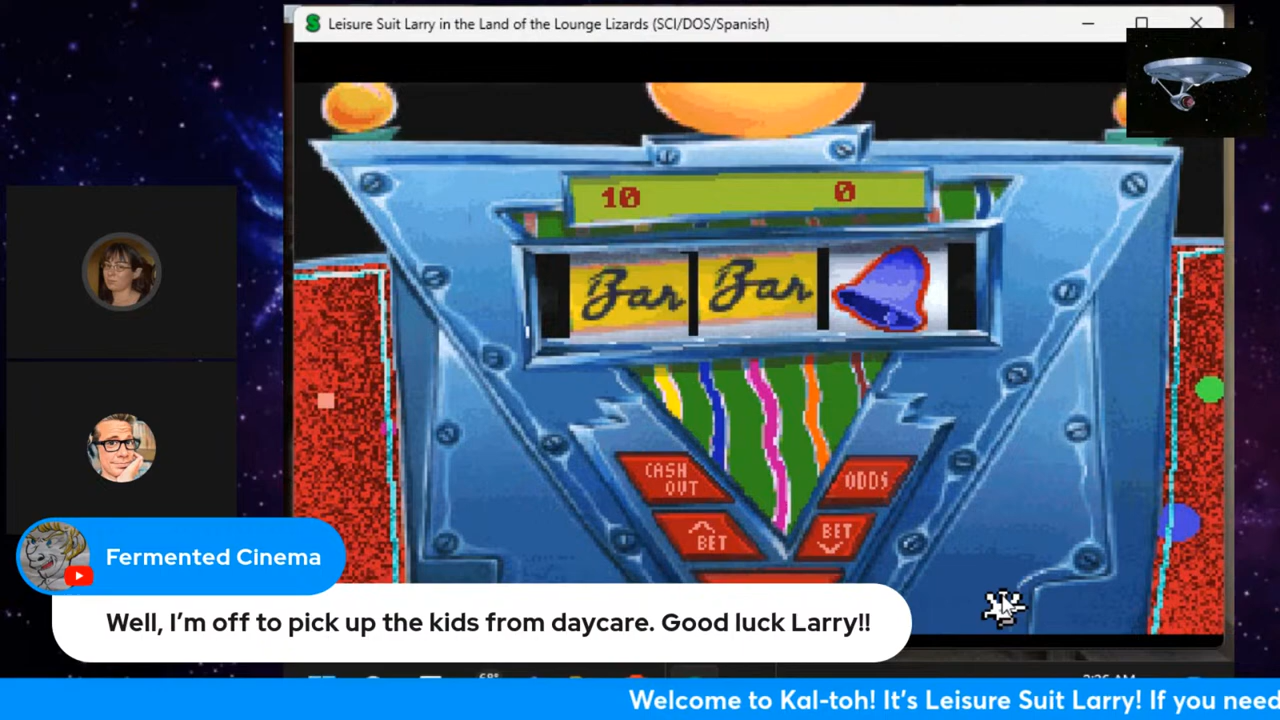 Leisure Suit Larry in the Land of the Lounge Lizards (SCI/DOS/Spanish)
10 0
Bar Bar
CASH OUT
ODDS
BET
BET
Fermented Cinema
Well, I'm off to pick up the kids from daycare. Good luck Larry!!
Welcome to Kal-toh! It's Leisure Suit Larry! If you need